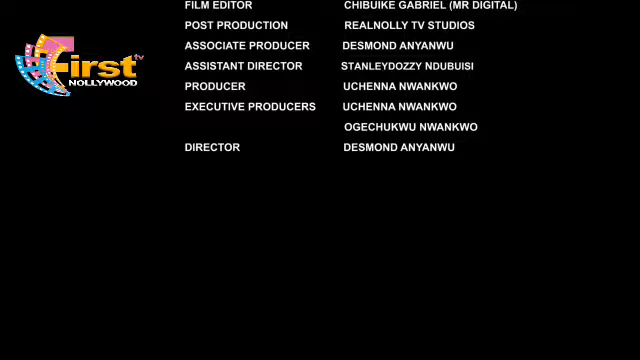 FILM EDITOR CHIBUIKE GABRIEL (MR DIGITAL)
POST PRODUCTION REALNOLLY TV STUDIOS
ASSOCIATE PRODUCER DESMOND ANYANWU
ASSISTANT DIRECTOR STANLEYDOZZY NDUBUISI
PRODUCER UCHENNA NWANKWO
EXECUTIVE PRODUCERS UCHENNA NWANKWO
OGECHUKWU NWANKWO
DIRECTOR DESMOND ANYANWU
First tv
NOLLYWOOD